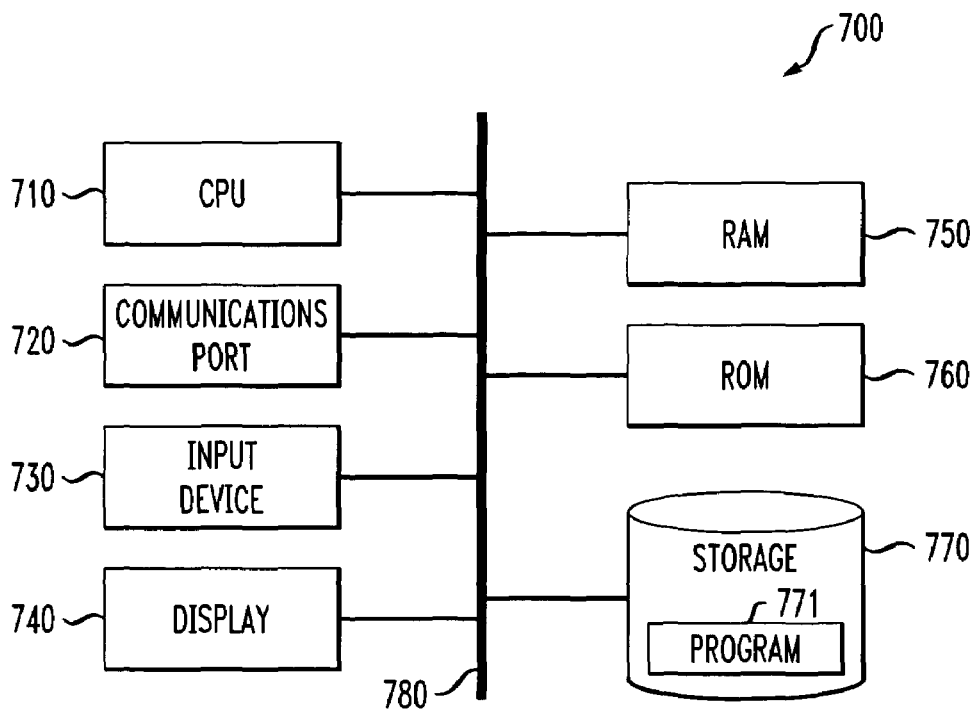 700
710
CPU
720
COMMUNICATIONS
PORT
730
INPUT
DEVICE
740
DISPLAY
780
RAM
750
ROM
760
STORAGE
770
771
PROGRAM